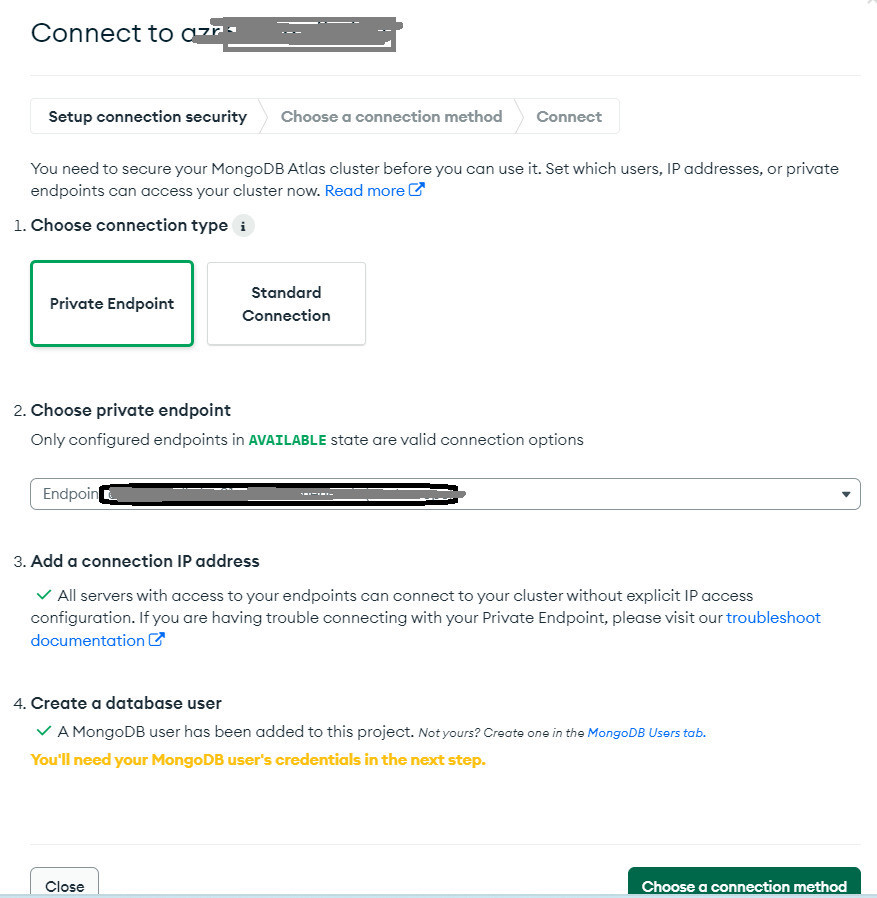 Connect to azr
Setup connection security
Choose a connection method
Connect
You need to secure your MongoDB Atlas cluster before you can use it. Set which users, IP addresses, or private
endpoints can access your cluster now. Read more
1. Choose connection type i
Private Endpoint
Standard
Connection
2. Choose private endpoint
Only configured endpoints in AVAILABLE state are valid connection options
Endpoin
3. Add a connection IP address
All servers with access to your endpoints can connect to your cluster without explicit IP access
configuration. If you are having trouble connecting with your Private Endpoint, please visit our troubleshoot
documentation
4. Create a database user
A MongoDB user has been added to this project. Not yours? Create one in the MongoDB Users tab.
You'll need your MongoDB user's credentials in the next step.
Close
Choose a connection method